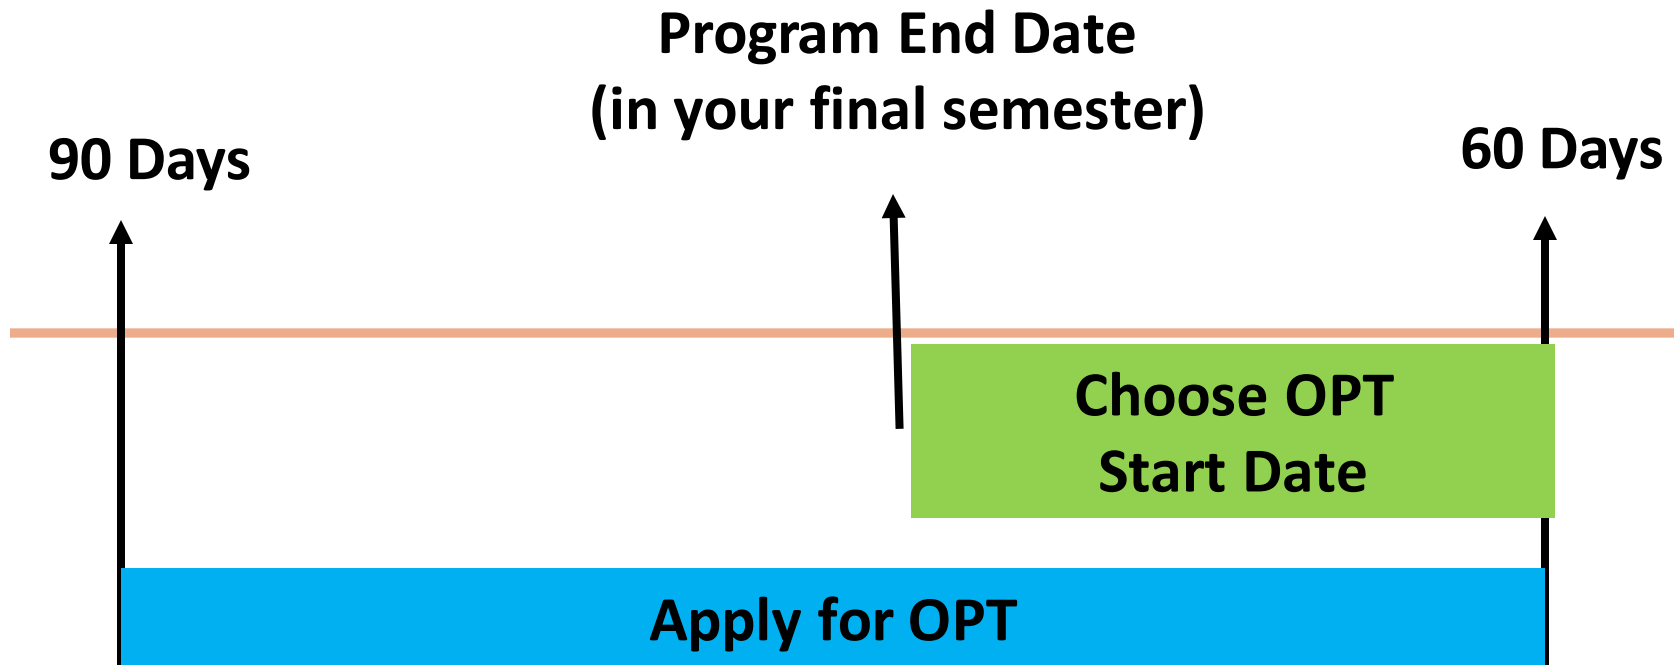 Program End Date
(in your final semester)
90 Days
60 Days
Choose OPT
Start Date
Apply for OPT